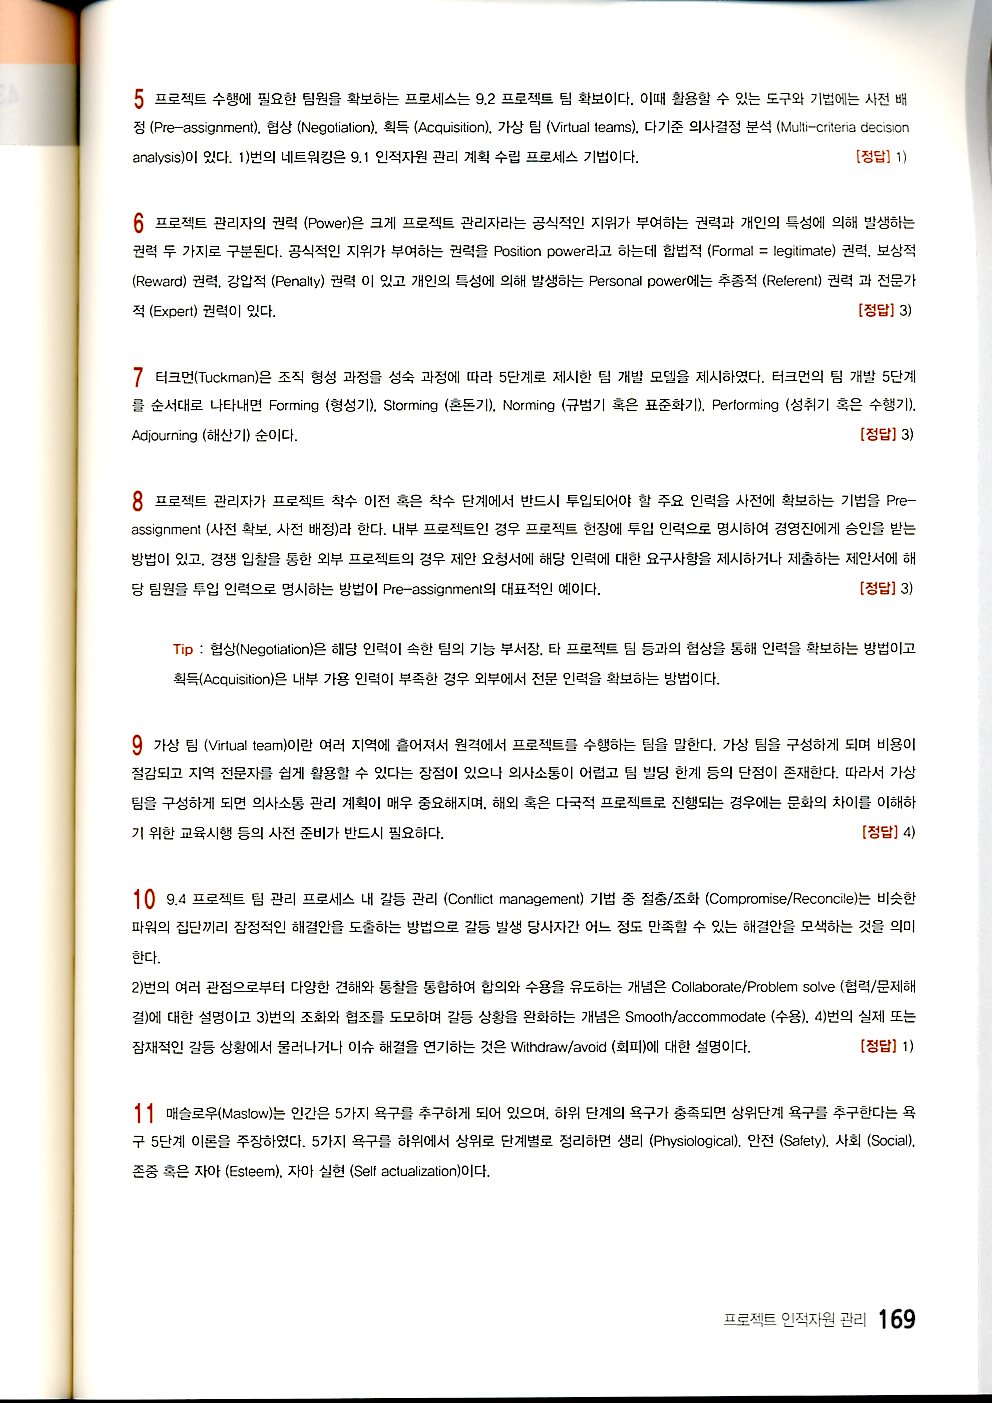 5 프로젝트 수행에 필요한 팀원을 확보하는 프로세스는 9.2 프로젝트 팀 확보이다. 이때 활용할 수 있는 도구와 기법에는 사전 배
정 (Pre-assignment), 협상 (Negotiation), 획득 (Acquisition), 가상 팀 (Virtual teams), 다기준 의사결정 분석 (Multi-criteria decision
analysis)이 있다. 1)번의 네트워킹은 9.1 인적자원 관리 계획 수립 프로세스 기법이다. [정답] 1)
6 프로젝트 관리자의 권력 (Power)은 크게 프로젝트 관리자라는 공식적인 지위가 부여하는 권력과 개인의 특성에 의해 발생하는
권력 두 가지로 구분된다. 공식적인 지위가 부여하는 권력을 Position power라고 하는데 합법적 (Formal = legitimate) 권력, 보상적
(Reward) 권력, 강압적 (Penalty) 권력 이 있고 개인의 특성에 의해 발생하는 Personal power에는 추종적 (Referent) 권력 과 전문가
적 (Expert) 권력이 있다. [정답] 3)
7 터크먼(Tuckman)은 조직 형성 과정을 성숙 과정에 따라 5단계로 제시한 팀 개발 모델을 제시하였다. 터크먼의 팀 개발 5단계
를 순서대로 나타내면 Forming (형성기), Storming (혼돈기), Norming (규범기 혹은 표준화기), Performing (성취기 혹은 수행기),
Adjourning (해산기) 순이다. [정답] 3)
8 프로젝트 관리자가 프로젝트 착수 이전 혹은 착수 단계에서 반드시 투입되어야 할 주요 인력을 사전에 확보하는 기법을 Pre-
assignment (사전 확보, 사전 배정)라 한다. 내부 프로젝트인 경우 프로젝트 헌장에 투입 인력으로 명시하여 경영진에게 승인을 받는
방법이 있고, 경쟁 입찰을 통한 외부 프로젝트의 경우 제안 요청서에 해당 인력에 대한 요구사항을 제시하거나 제출하는 제안서에 해
당 팀원을 투입 인력으로 명시하는 방법이 Pre-assignment의 대표적인 예이다. [정답] 3)
Tip : 협상(Negotiation)은 해당 인력이 속한 팀의 기능 부서장, 타 프로젝트 팀 등과의 협상을 통해 인력을 확보하는 방법이고
획득(Acquisition)은 내부 가용 인력이 부족한 경우 외부에서 전문 인력을 확보하는 방법이다.
9 가상 팀 (Virtual team)이란 여러 지역에 흩어져서 원격에서 프로젝트를 수행하는 팀을 말한다. 가상 팀을 구성하게 되며 비용이
절감되고 지역 전문자를 쉽게 활용할 수 있다는 장점이 있으나 의사소통이 어렵고 팀 빌딩 한계 등의 단점이 존재한다. 따라서 가상
팀을 구성하게 되면 의사소통 관리 계획이 매우 중요해지며, 해외 혹은 다국적 프로젝트로 진행되는 경우에는 문화의 차이를 이해하
기 위한 교육시행 등의 사전 준비가 반드시 필요하다. [정답] 4)
10 9.4 프로젝트 팀 관리 프로세스 내 갈등 관리 (Conflict management) 기법 중 절충/조화 (Compromise/Reconcile)는 비슷한
파워의 집단끼리 잠정적인 해결안을 도출하는 방법으로 갈등 발생 당사자간 어느 정도 만족할 수 있는 해결안을 모색하는 것을 의미
한다.
2)번의 여러 관점으로부터 다양한 견해와 통찰을 통합하여 합의와 수용을 유도하는 개념은 Collaborate/Problem solve (협력/문제해
결)에 대한 설명이고 3)번의 조화와 협조를 도모하며 갈등 상황을 완화하는 개념은 Smooth/accommodate (수용), 4)번의 실제 또는
잠재적인 갈등 상황에서 물러나거나 이슈 해결을 연기하는 것은 Withdraw/avoid (회피)에 대한 설명이다. [정답] 1)
11 매슬로우(Maslow)는 인간은 5가지 욕구를 추구하게 되어 있으며, 하위 단계의 욕구가 충족되면 상위단계 욕구를 추구한다는 욕
구 5단계 이론을 주장하였다. 5가지 욕구를 하위에서 상위로 단계별로 정리하면 생리 (Physiological), 안전 (Safety), 사회 (Social),
존중 혹은 자아 (Esteem), 자아 실현 (Self actualization)이다.
프로젝트 인적자원 관리 169